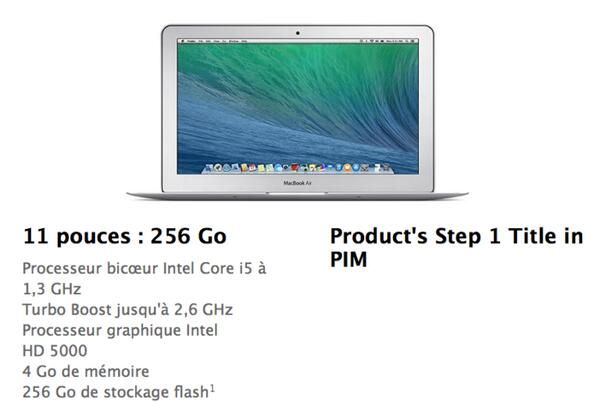 MacBook Air
11 pouces : 256 Go
Processeur bicœur Intel Core i5 à
1,3 GHz
Turbo Boost jusqu'à 2,6 GHz
Processeur graphique Intel
HD 5000
4 Go de mémoire
256 Go de stockage flash¹
Product's Step 1 Title in
PIM